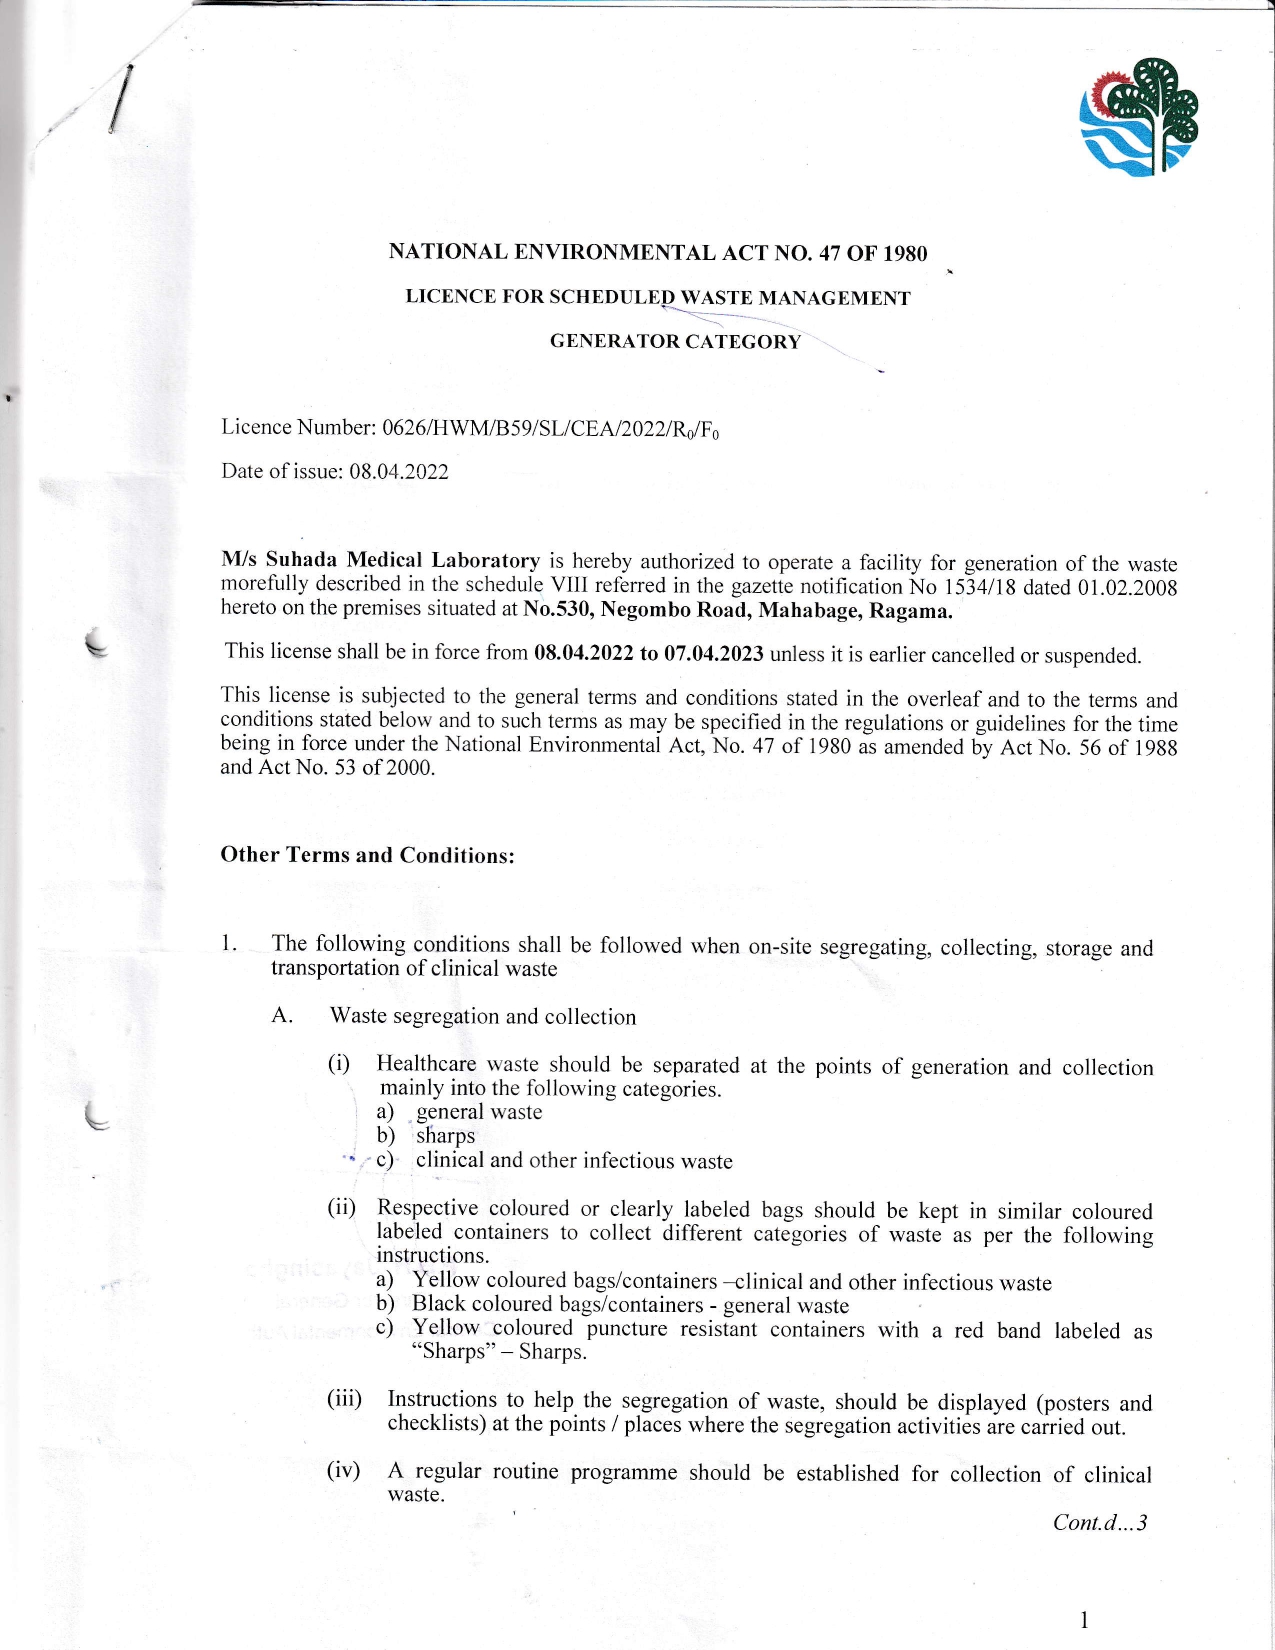 NATIONAL ENVIRONMENTAL ACT NO. 47 OF 1980
LICENCE FOR SCHEDULED WASTE MANAGEMENT
GENERATOR CATEGORY
Licence Number: 0626/HWM/B59/SL/CEA/2022/R₀/F₀
Date of issue: 08.04.2022
M/s Suhada Medical Laboratory is hereby authorized to operate a facility for generation of the waste
morefully described in the schedule VIII referred in the gazette notification No 1534/18 dated 01.02.2008
hereto on the premises situated at No.530, Negombo Road, Mahabage, Ragama.
This license shall be in force from 08.04.2022 to 07.04.2023 unless it is earlier cancelled or suspended.
This license is subjected to the general terms and conditions stated in the overleaf and to the terms and
conditions stated below and to such terms as may be specified in the regulations or guidelines for the time
being in force under the National Environmental Act, No. 47 of 1980 as amended by Act No. 56 of 1988
and Act No. 53 of 2000.
Other Terms and Conditions:
1. The following conditions shall be followed when on-site segregating, collecting, storage and
transportation of clinical waste
A. Waste segregation and collection
(i) Healthcare waste should be separated at the points of generation and collection
mainly into the following categories.
a) general waste
b) sharps
c) clinical and other infectious waste
(ii) Respective coloured or clearly labeled bags should be kept in similar coloured
labeled containers to collect different categories of waste as per the following
instructions.
a) Yellow coloured bags/containers –clinical and other infectious waste
b) Black coloured bags/containers - general waste
c) Yellow coloured puncture resistant containers with a red band labeled as
“Sharps” – Sharps.
(iii) Instructions to help the segregation of waste, should be displayed (posters and
checklists) at the points / places where the segregation activities are carried out.
(iv) A regular routine programme should be established for collection of clinical
waste.
Cont.d...3
1